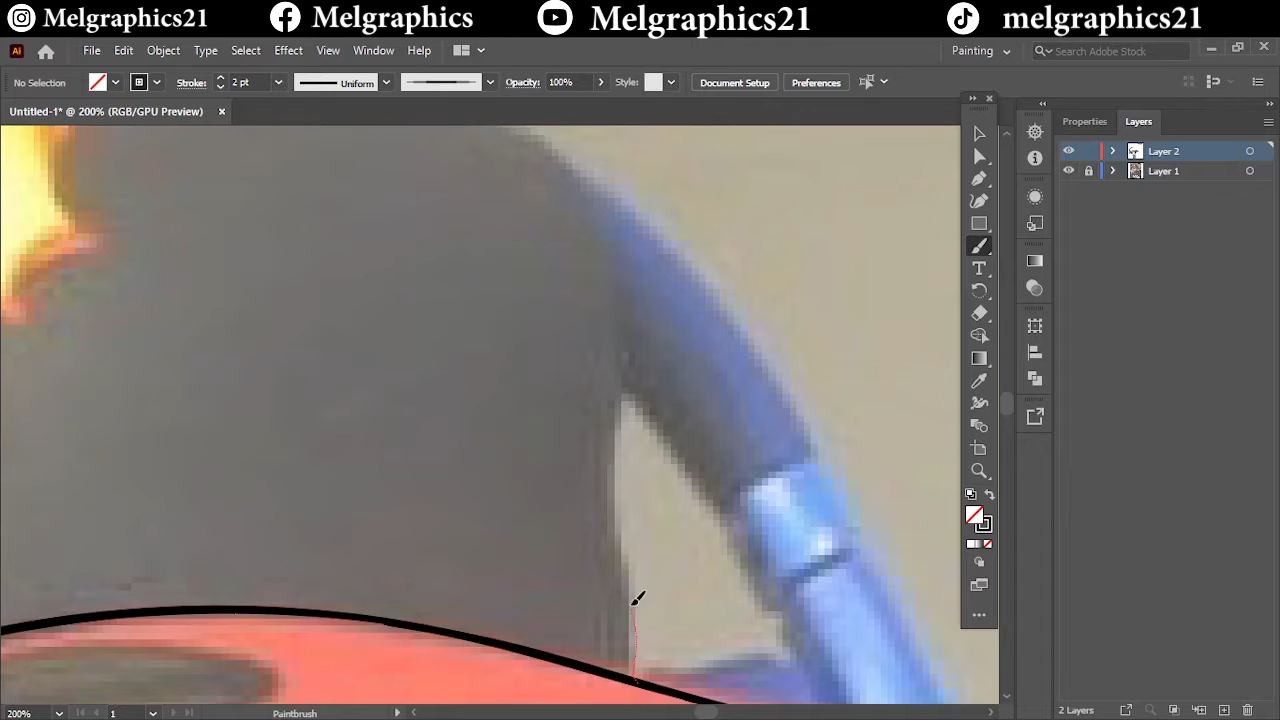 Melgraphics21 Melgraphics Melgraphics21 melgraphics21
Ai File Edit Object Type Select Effect View Window Help Painting Search Adobe Stock
No Selection Stroke: 2 pt Uniform Opacity: 100% Style: Document Setup Preferences
Untitled-1* @ 200% (RGB/GPU Preview) Properties Layers
Layer 2
Layer 1
200% 1 Paintbrush 2 Layers